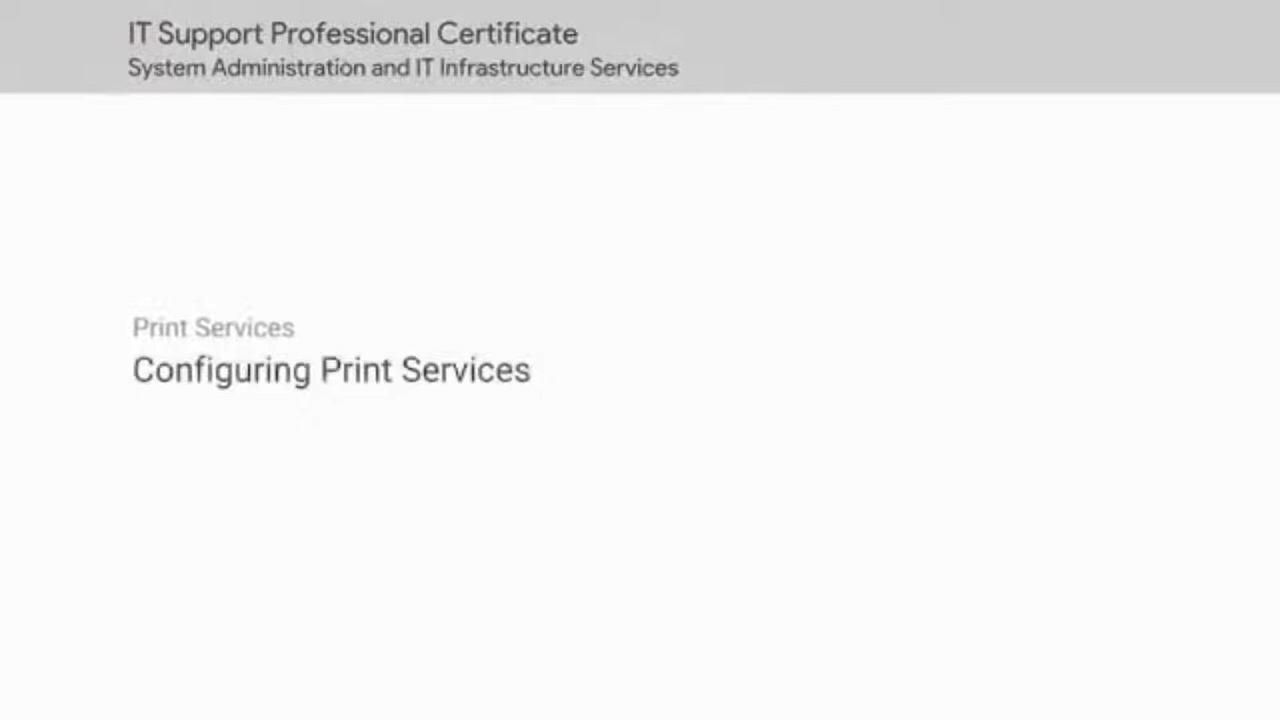 IT Support Professional Certificate
System Administration and IT Infrastructure Services
Print Services
Configuring Print Services